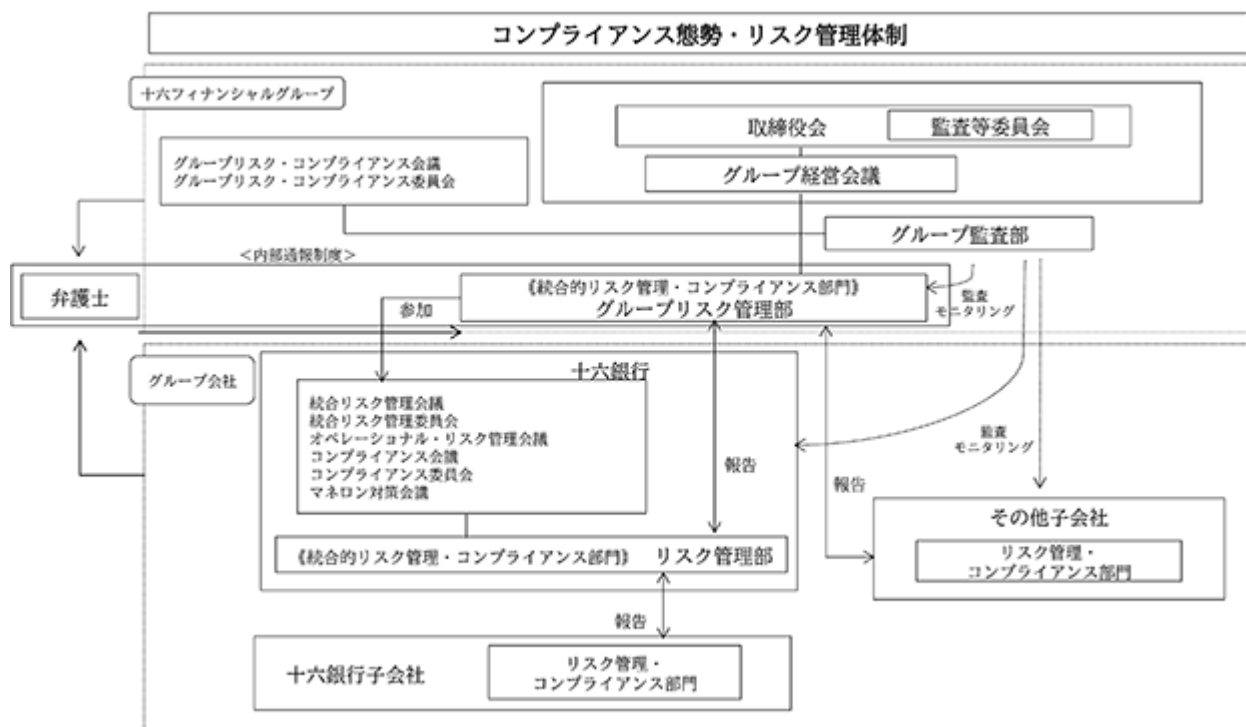 コンプライアンス態勢・リスク管理体制
十六フィナンシャルグループ
取締役会
監査等委員会
グループ経営会議
グループリスク・コンプライアンス会議
グループリスク・コンプライアンス委員会
グループ監査部
<内部通報制度>
弁護士
《統合的リスク管理・コンプライアンス部門》
グループリスク管理部
監査
モニタリング
参加
グループ会社
十六銀行
統合リスク管理会議
統合リスク管理委員会
オペレーショナル・リスク管理会議
コンプライアンス会議
コンプライアンス委員会
マネロン対策会議
報告
監査
モニタリング
報告
《統合的リスク管理・コンプライアンス部門》 リスク管理部
その他子会社
リスク管理・
コンプライアンス部門
報告
十六銀行子会社
リスク管理・
コンプライアンス部門